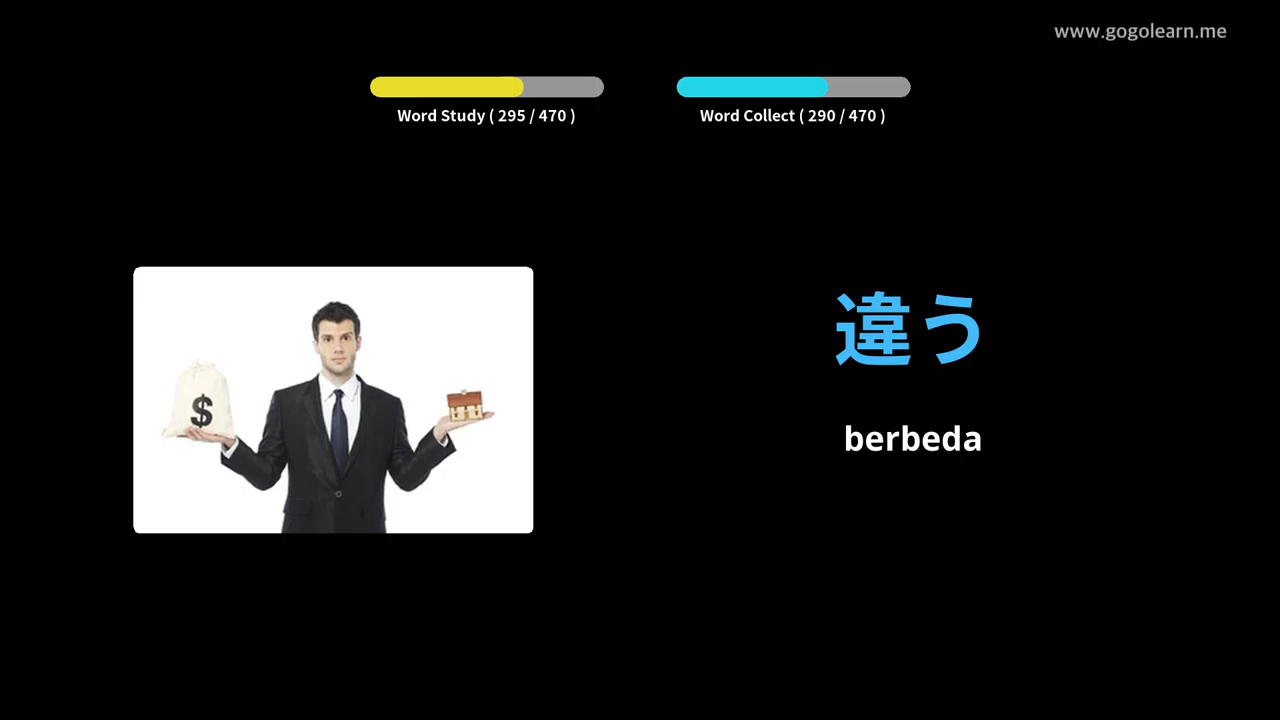 www.gogolearn.me
Word Study ( 295 / 470 )
Word Collect ( 290 / 470 )
$
違う
berbeda